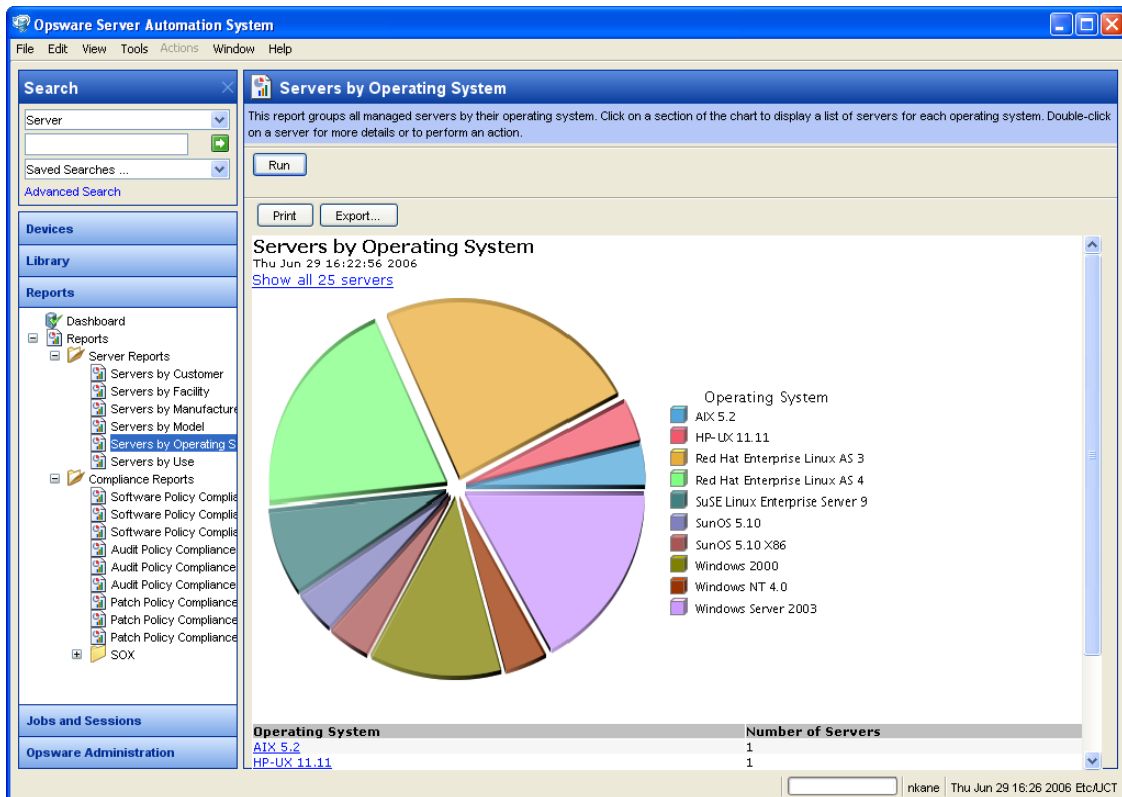 Opsware Server Automation System
File Edit View Tools Actions Window Help
Search
Server
Saved Searches ...
Advanced Search
Devices
Library
Reports
Dashboard
Reports
Server Reports
Servers by Customer
Servers by Facility
Servers by Manufacture
Servers by Model
Servers by Operating S
Servers by Use
Compliance Reports
Software Policy Complia
Software Policy Complia
Software Policy Complia
Audit Policy Compliance
Audit Policy Compliance
Audit Policy Compliance
Patch Policy Compliance
Patch Policy Compliance
Patch Policy Compliance
SOX
Jobs and Sessions
Opsware Administration
Servers by Operating System
This report groups all managed servers by their operating system. Click on a section of the chart to display a list of servers for each operating system. Double-click
on a server for more details or to perform an action.
Run
Print Export...
Servers by Operating System
Thu Jun 29 16:22:56 2006
Show all 25 servers
Operating System
AIX 5.2
HP-UX 11.11
Red Hat Enterprise Linux AS 3
Red Hat Enterprise Linux AS 4
SuSE Linux Enterprise Server 9
SunOS 5.10
SunOS 5.10 X86
Windows 2000
Windows NT 4.0
Windows Server 2003
Operating System Number of Servers
AIX 5.2 1
HP-UX 11.11 1
nkane Thu Jun 29 16:26 2006 Etc/UCT